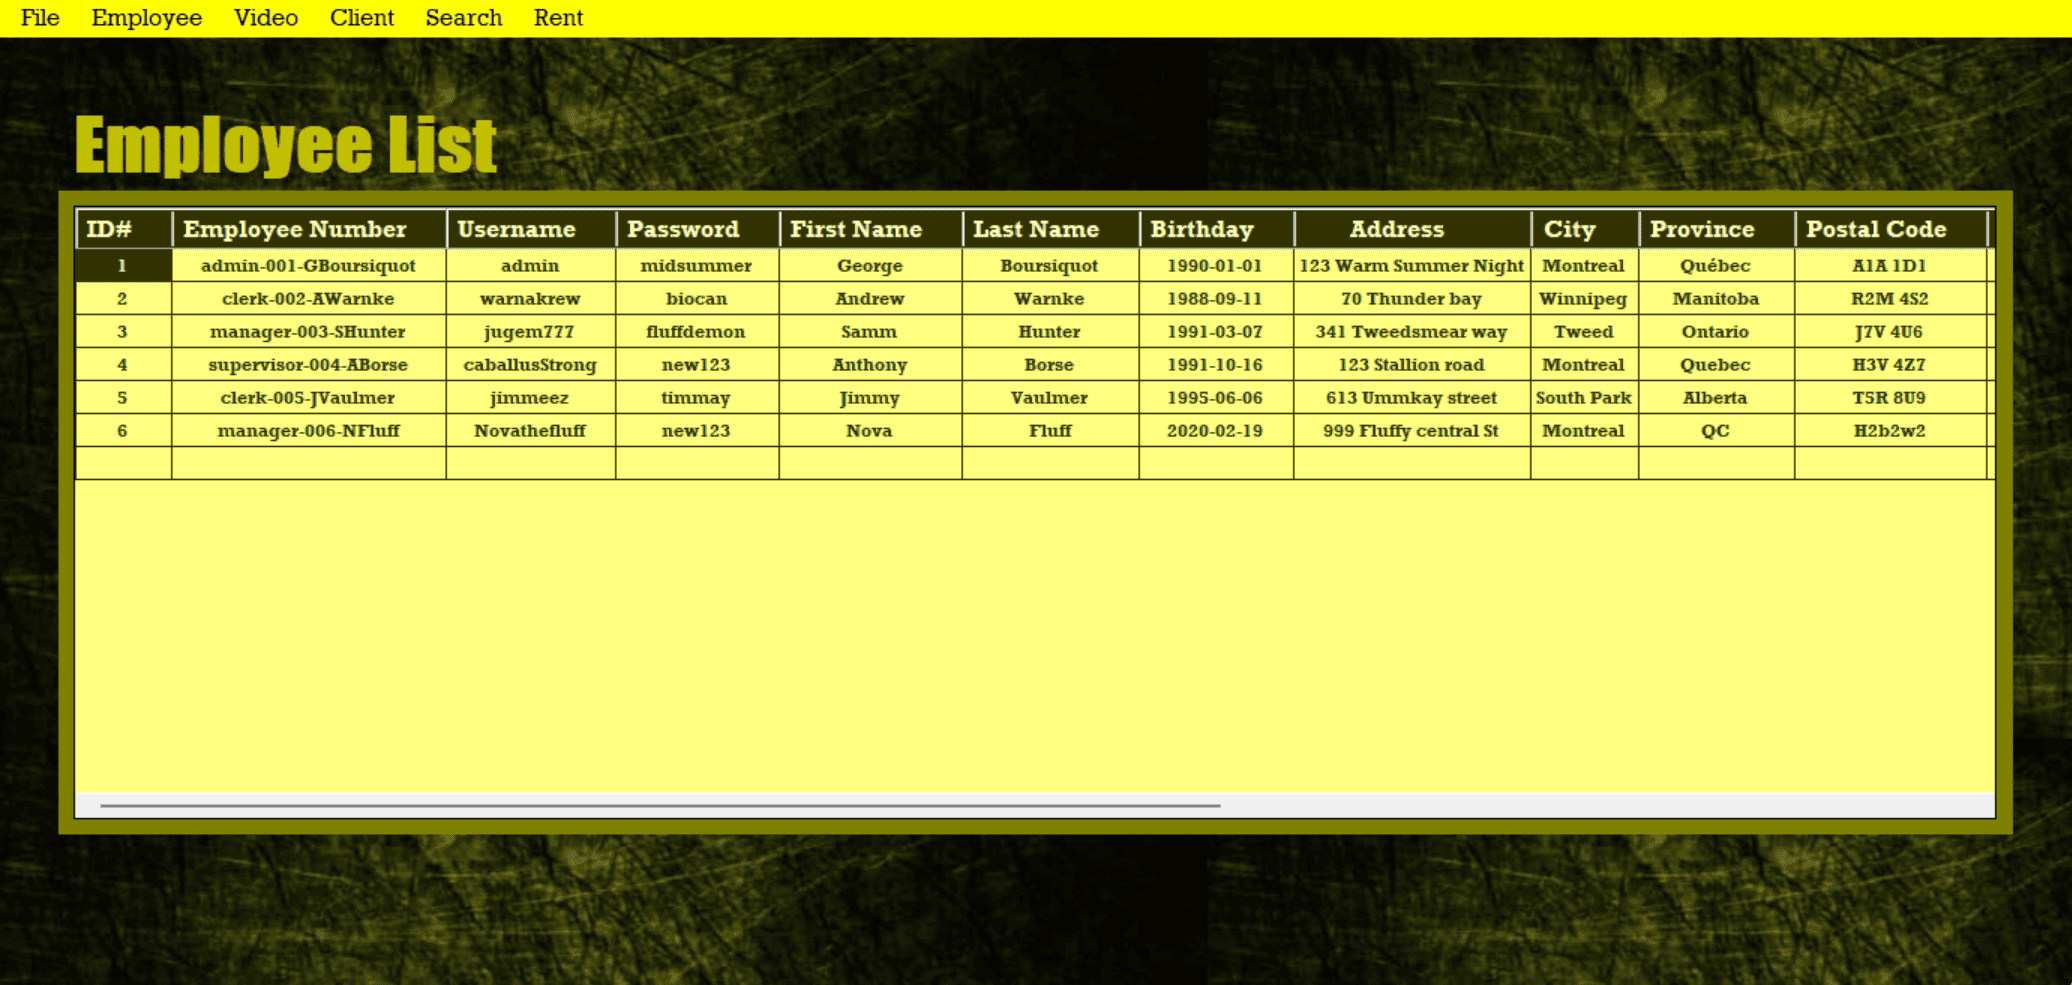 File Employee Video Client Search Rent
Employee List
ID# Employee Number Username Password First Name Last Name Birthday Address City Province Postal Code
1 admin-001-GBoursiquot admin midsummer George Boursiquot 1990-01-01 123 Warm Summer Night Montreal Québec A1A 1D1
2 clerk-002-AWarnke warnakrew biocan Andrew Warnke 1988-09-11 70 Thunder bay Winnipeg Manitoba R2M 4S2
3 manager-003-SHunter jugem777 fluffdemon Samm Hunter 1991-03-07 341 Tweedsmear way Tweed Ontario J7V 4U6
4 supervisor-004-ABorse caballusStrong new123 Anthony Borse 1991-10-16 123 Stallion road Montreal Quebec H3V 4Z7
5 clerk-005-JVaulmer jimmeez timmay Jimmy Vaulmer 1995-06-06 613 Ummkay street South Park Alberta T5R 8U9
6 manager-006-NFluff Novathefluff new123 Nova Fluff 2020-02-19 999 Fluffy central St Montreal QC H2b2w2